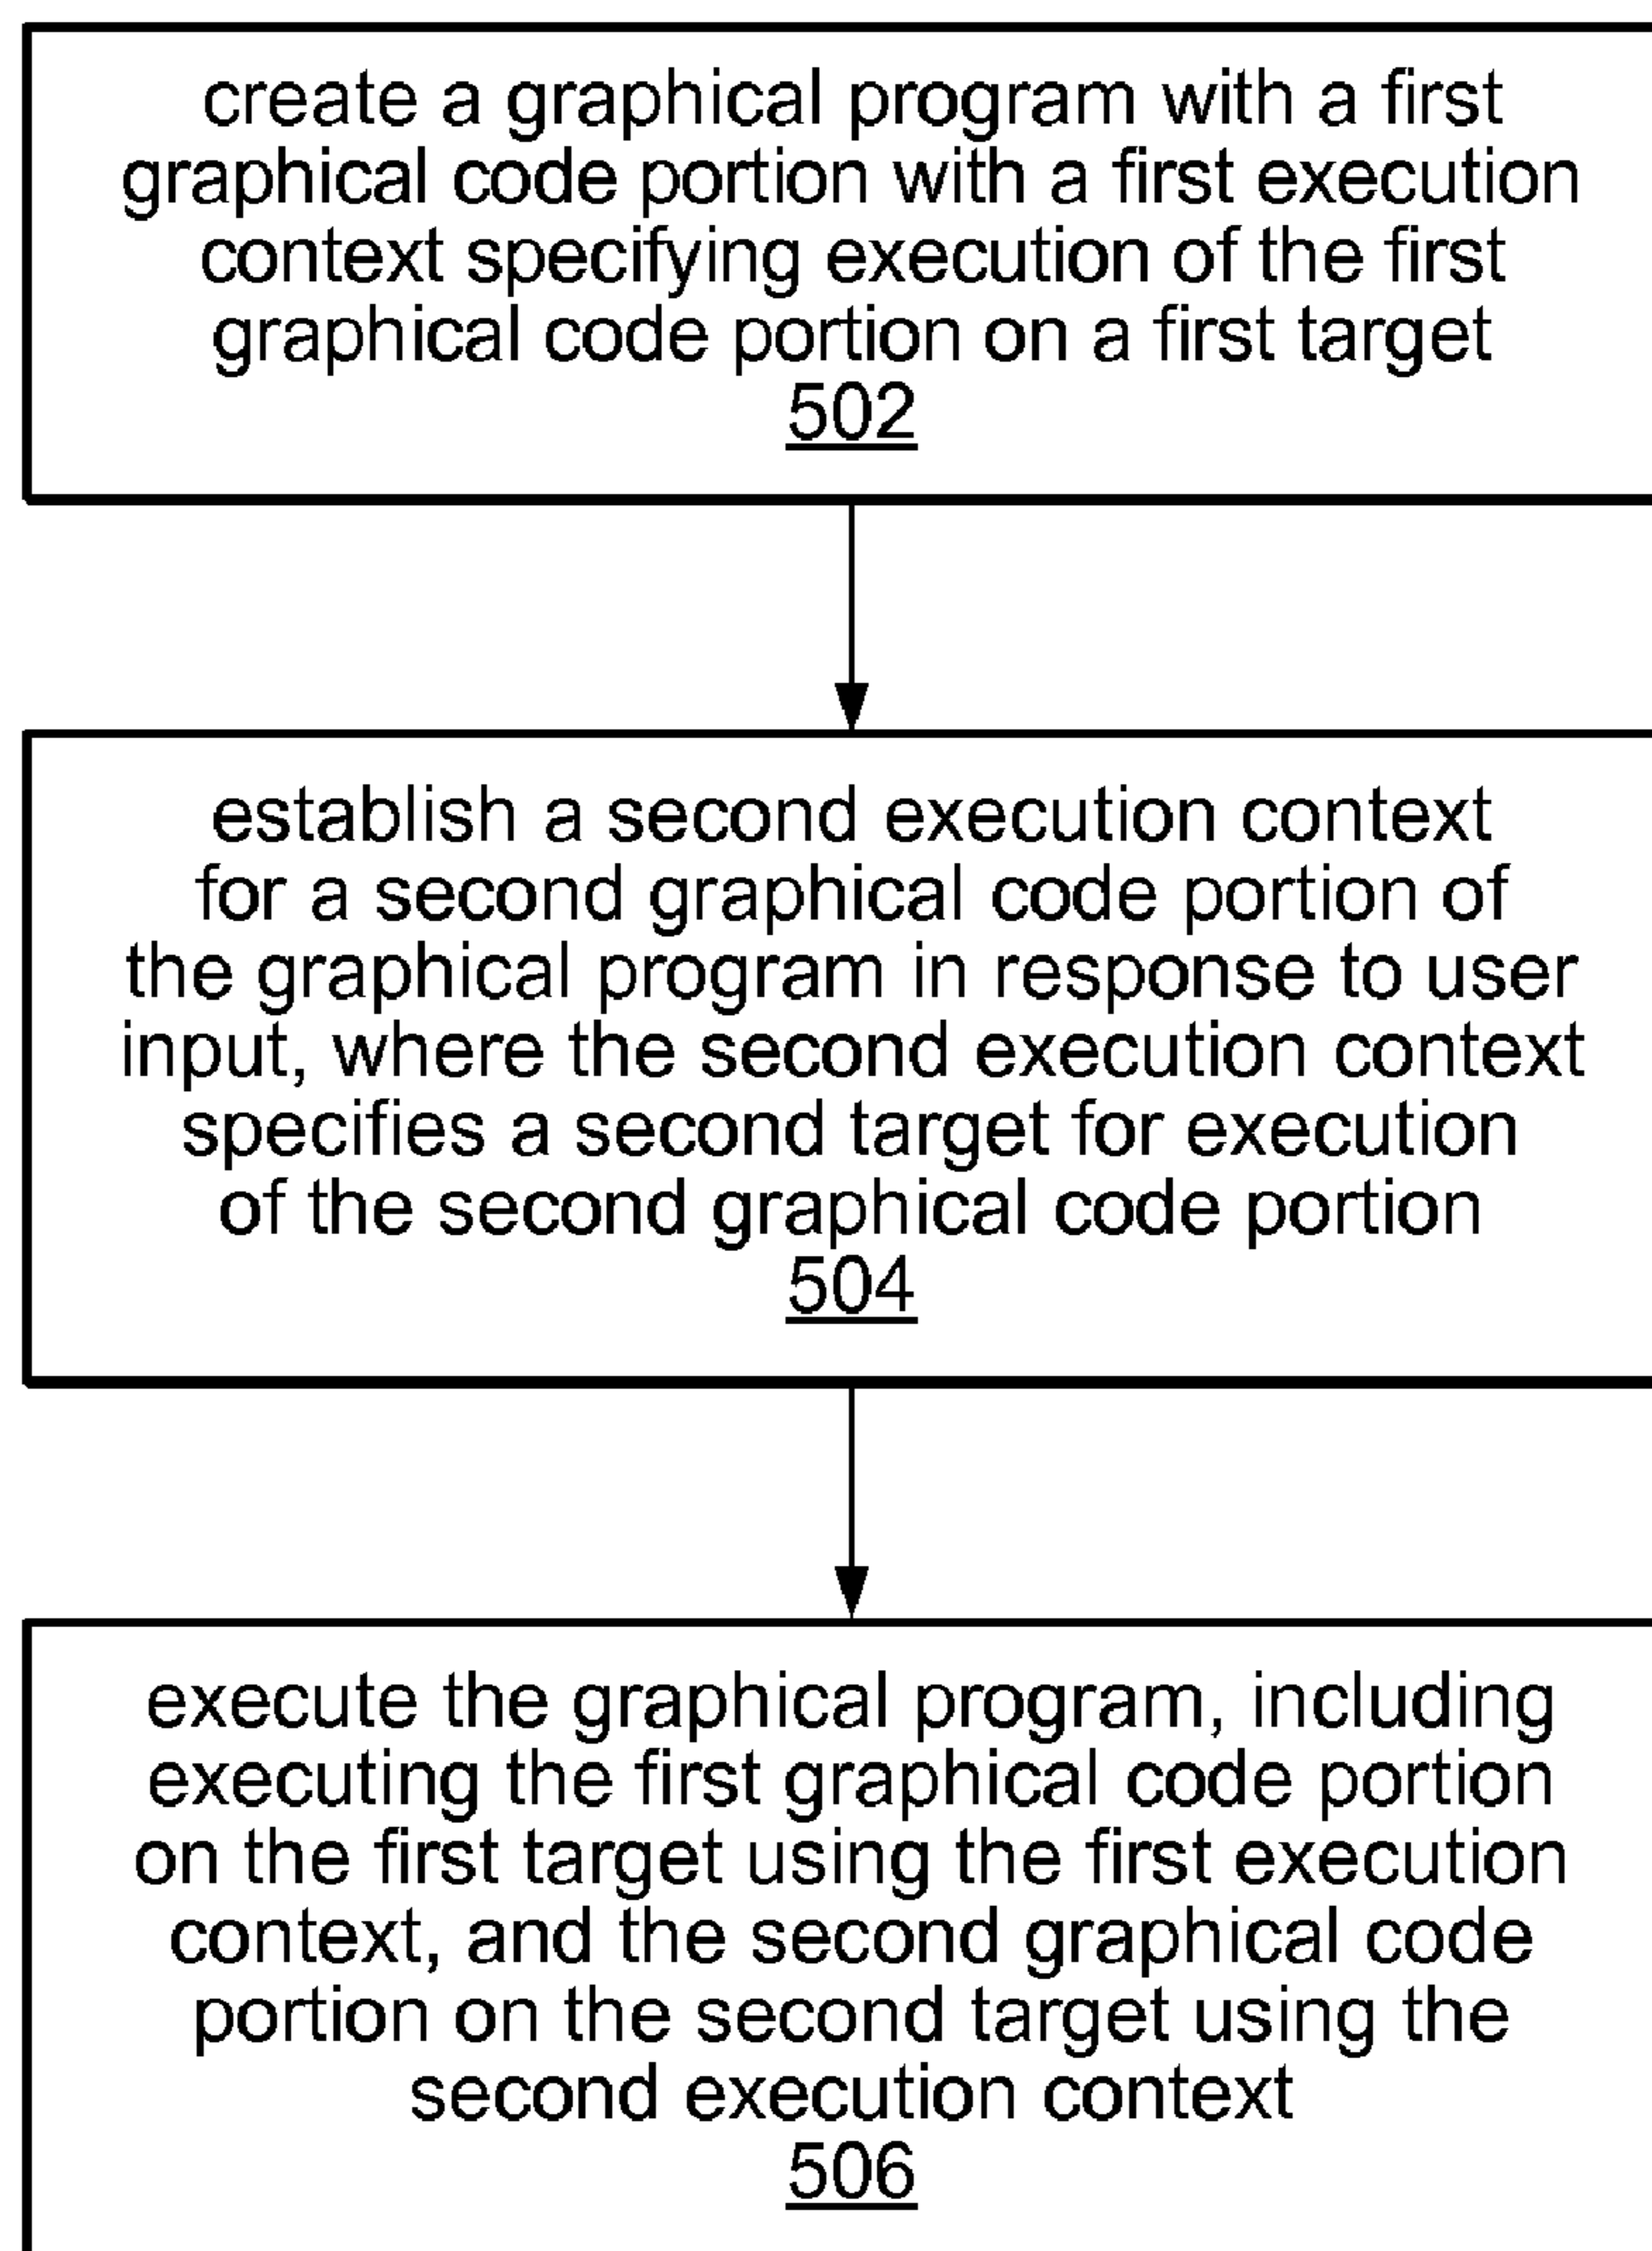 create a graphical program with a first
graphical code portion with a first execution
context specifying execution of the first
graphical code portion on a first target
502
establish a second execution context
for a second graphical code portion of
the graphical program in response to user
input, where the second execution context
specifies a second target for execution
of the second graphical code portion
504
execute the graphical program, including
executing the first graphical code portion
on the first target using the first execution
context, and the second graphical code
portion on the second target using the
second execution context
506